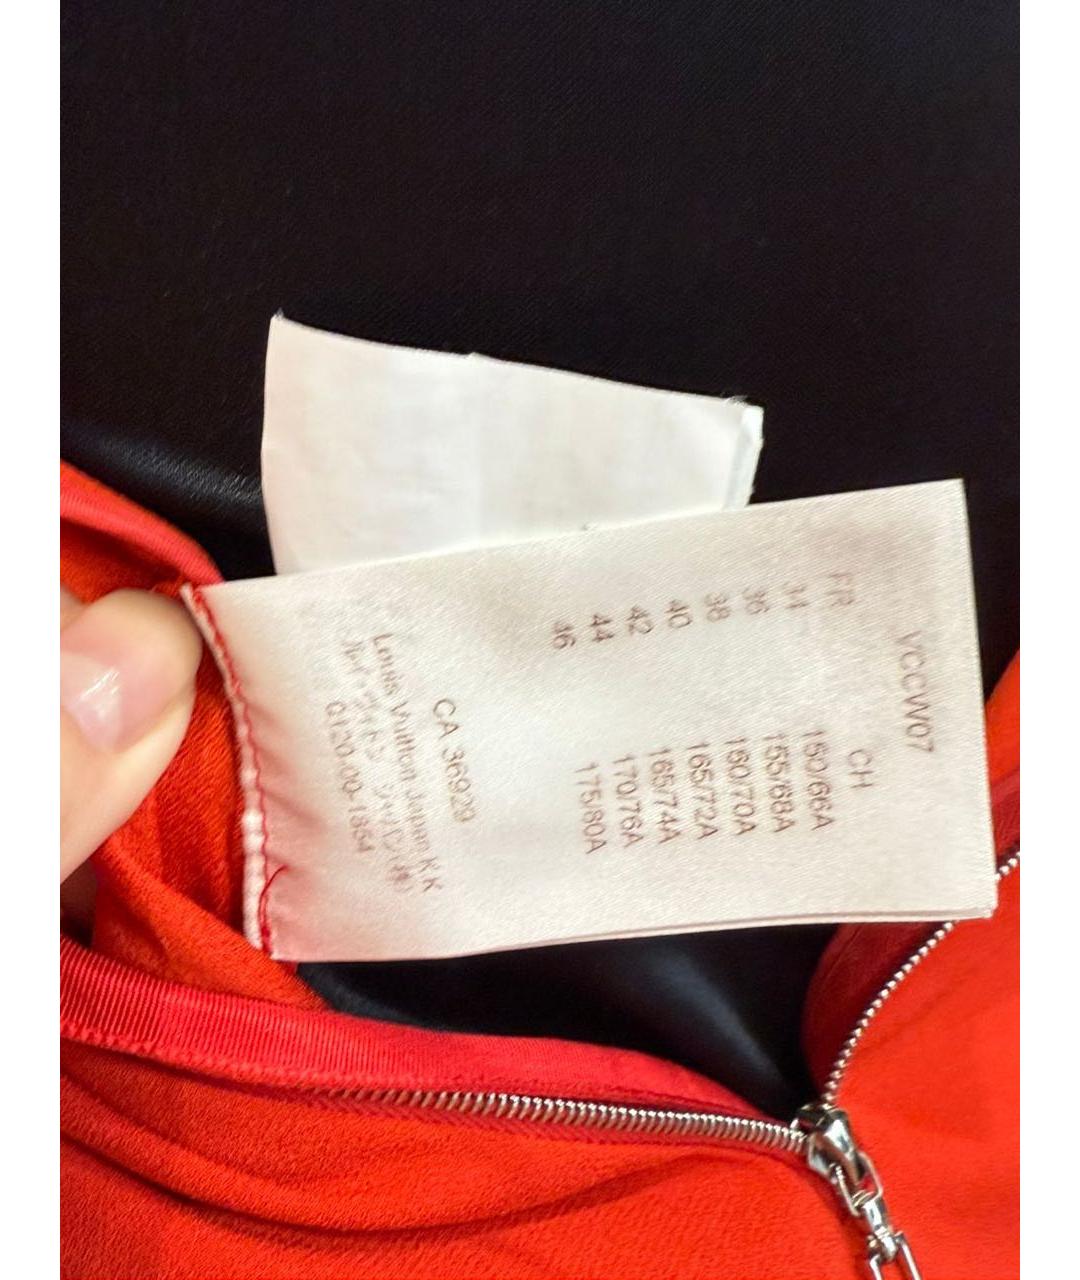 YCCW07
FR CH
34 150/66A
36 155/68A
38 160/70A
40 165/72A
42 165/74A
44 170/76A
46 175/80A
CA 36929
Louis Vuitton Japan K.K
0120-00-1854